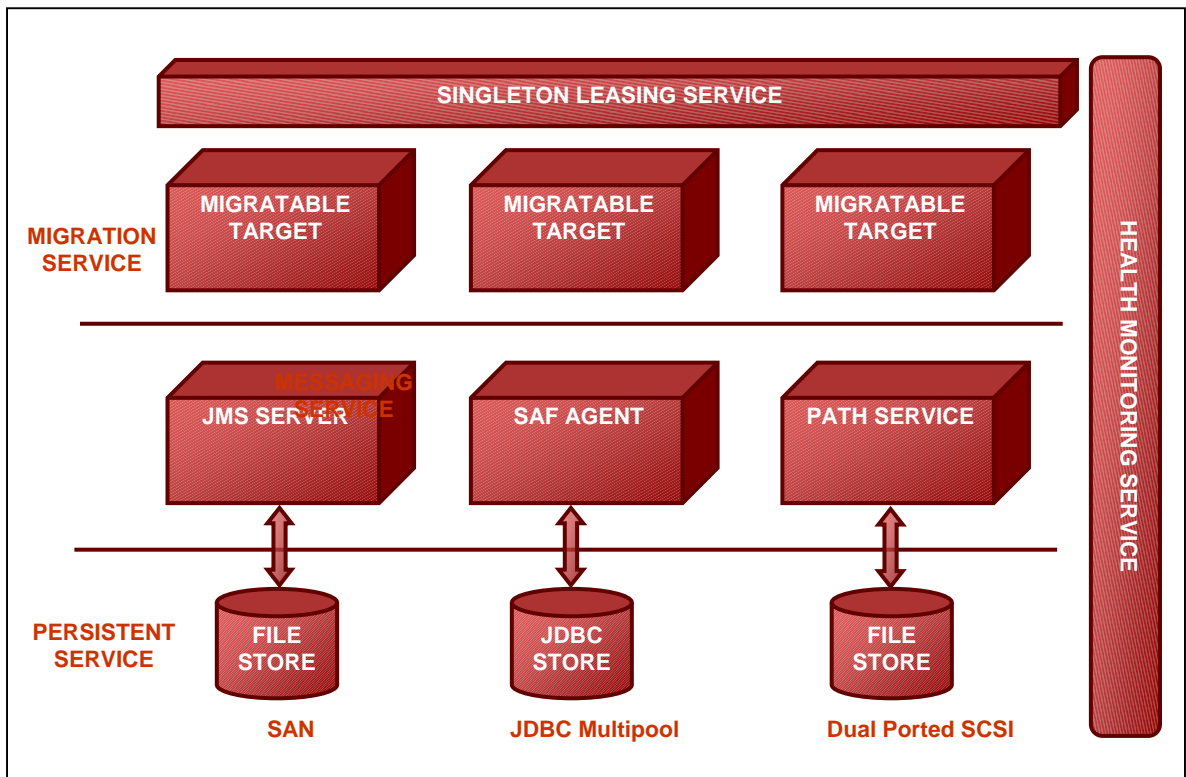 SINGLETON LEASING SERVICE
MIGRATION
SERVICE
MIGRATABLE
TARGET
MIGRATABLE
TARGET
MIGRATABLE
TARGET
MESSAGING
SERVICE
JMS SERVER
SAF AGENT
PATH SERVICE
PERSISTENT
SERVICE
FILE
STORE
JDBC
STORE
FILE
STORE
SAN
JDBC Multipool
Dual Ported SCSI
HEALTH MONITORING SERVICE